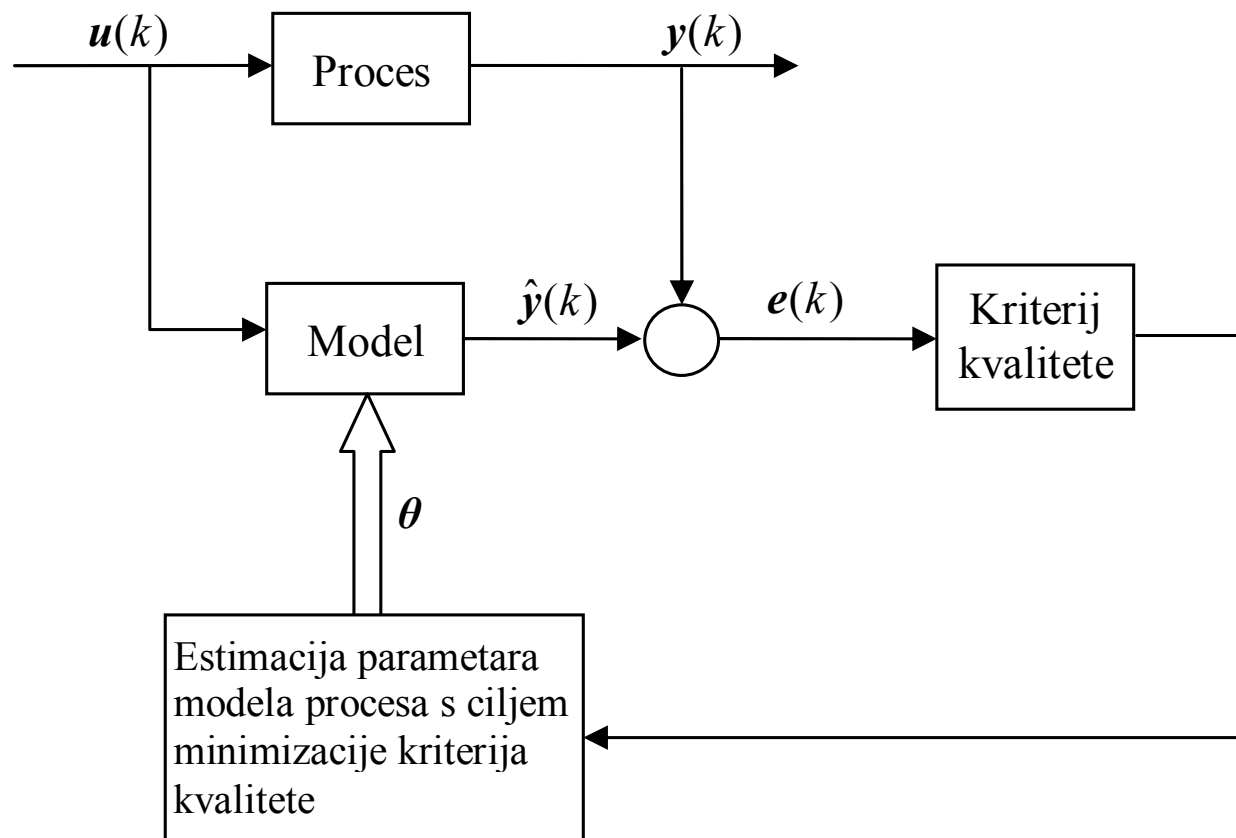 u(k)
y(k)
Proces
Model
ŷ(k)
e(k)
Kriterij
kvalitete
θ
Estimacija parametara
modela procesa s ciljem
minimizacije kriterija
kvalitete